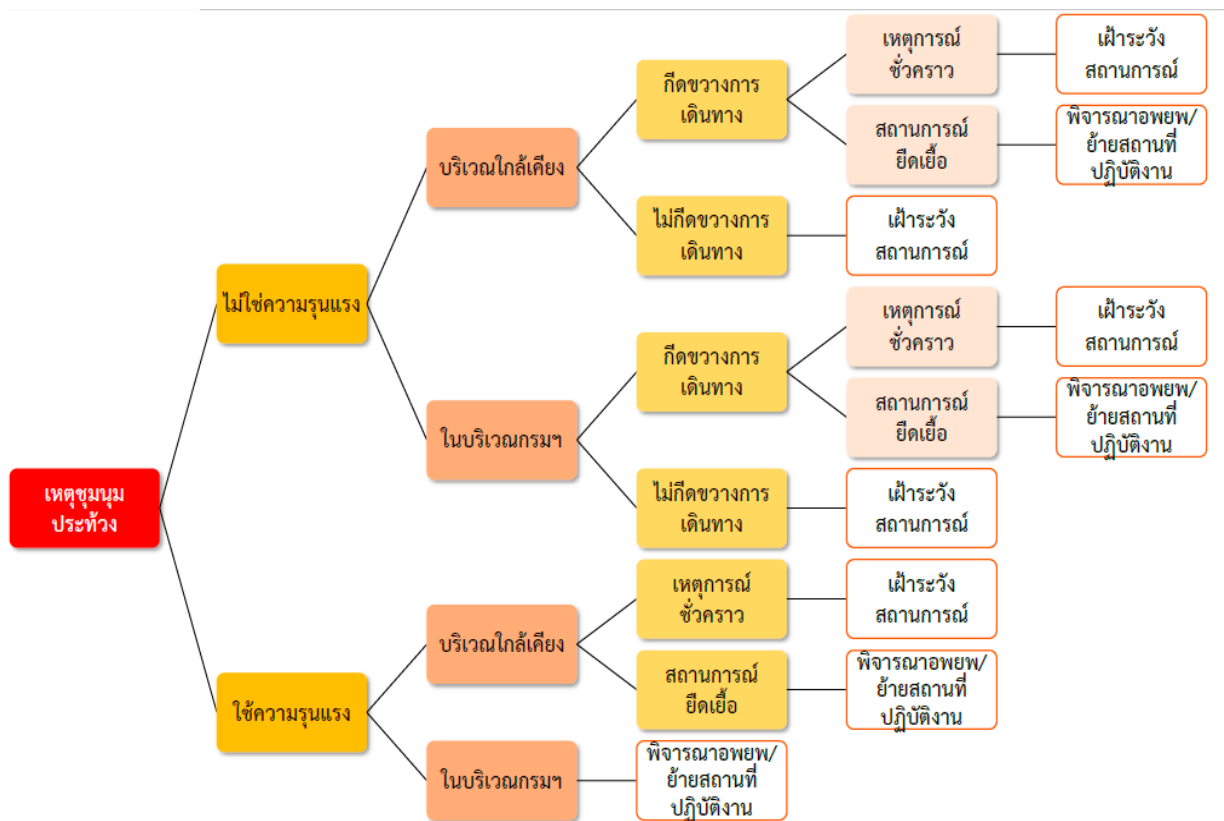 เหตุชุมนุม
ประท้วง
ไม่ใช่ความรุนแรง
บริเวณใกล้เคียง
กีดขวางการ
เดินทาง
เหตุการณ์
ชั่วคราว
เฝ้าระวัง
สถานการณ์
สถานการณ์
ยืดเยื้อ
พิจารณาอพยพ/
ย้ายสถานที่
ปฏิบัติงาน
ไม่กีดขวางการ
เดินทาง
เฝ้าระวัง
สถานการณ์
ในบริเวณกรมฯ
กีดขวางการ
เดินทาง
เหตุการณ์
ชั่วคราว
เฝ้าระวัง
สถานการณ์
สถานการณ์
ยืดเยื้อ
พิจารณาอพยพ/
ย้ายสถานที่
ปฏิบัติงาน
ไม่กีดขวางการ
เดินทาง
เฝ้าระวัง
สถานการณ์
ใช้ความรุนแรง
บริเวณใกล้เคียง
เหตุการณ์
ชั่วคราว
เฝ้าระวัง
สถานการณ์
สถานการณ์
ยืดเยื้อ
พิจารณาอพยพ/
ย้ายสถานที่
ปฏิบัติงาน
ในบริเวณกรมฯ
พิจารณาอพยพ/
ย้ายสถานที่
ปฏิบัติงาน